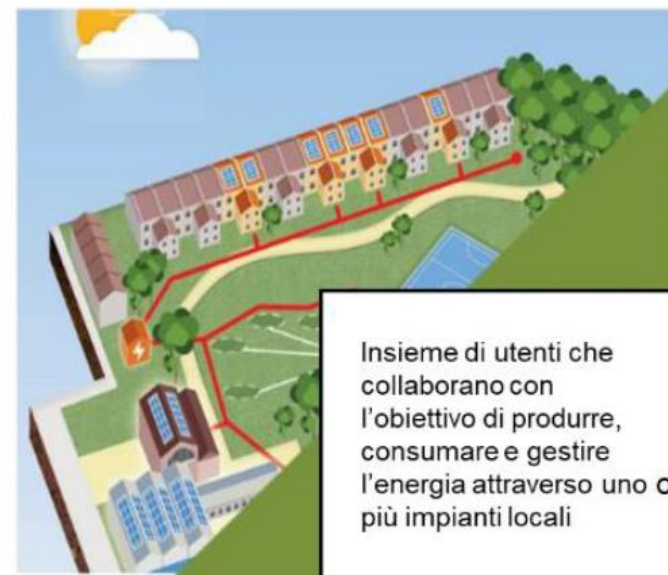 Insieme di utenti che
collaborano con
l'obiettivo di produrre,
consumare e gestire
l'energia attraverso uno o
più impianti locali